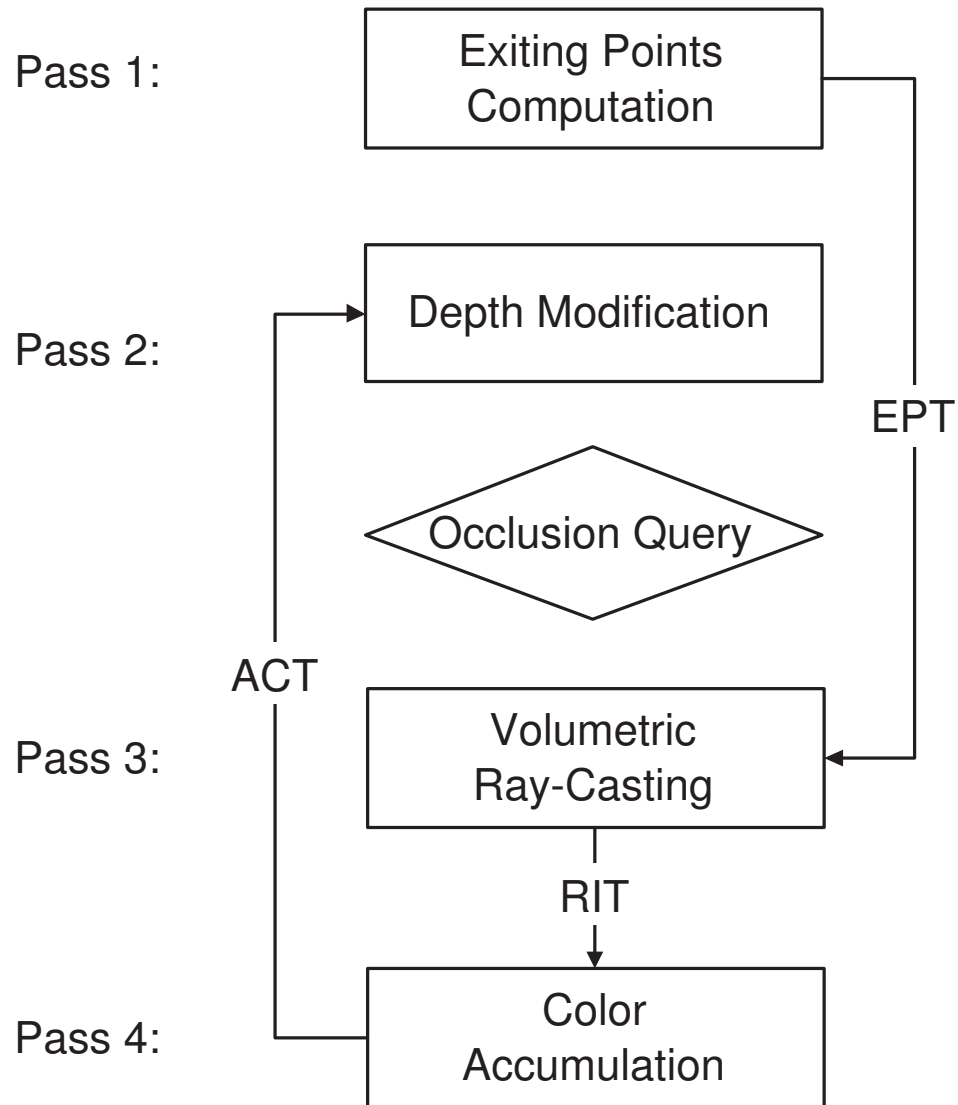 Pass 1:
Exiting Points
Computation
Pass 2:
Depth Modification
EPT
Occlusion Query
ACT
Pass 3:
Volumetric
Ray-Casting
RIT
Pass 4:
Color
Accumulation